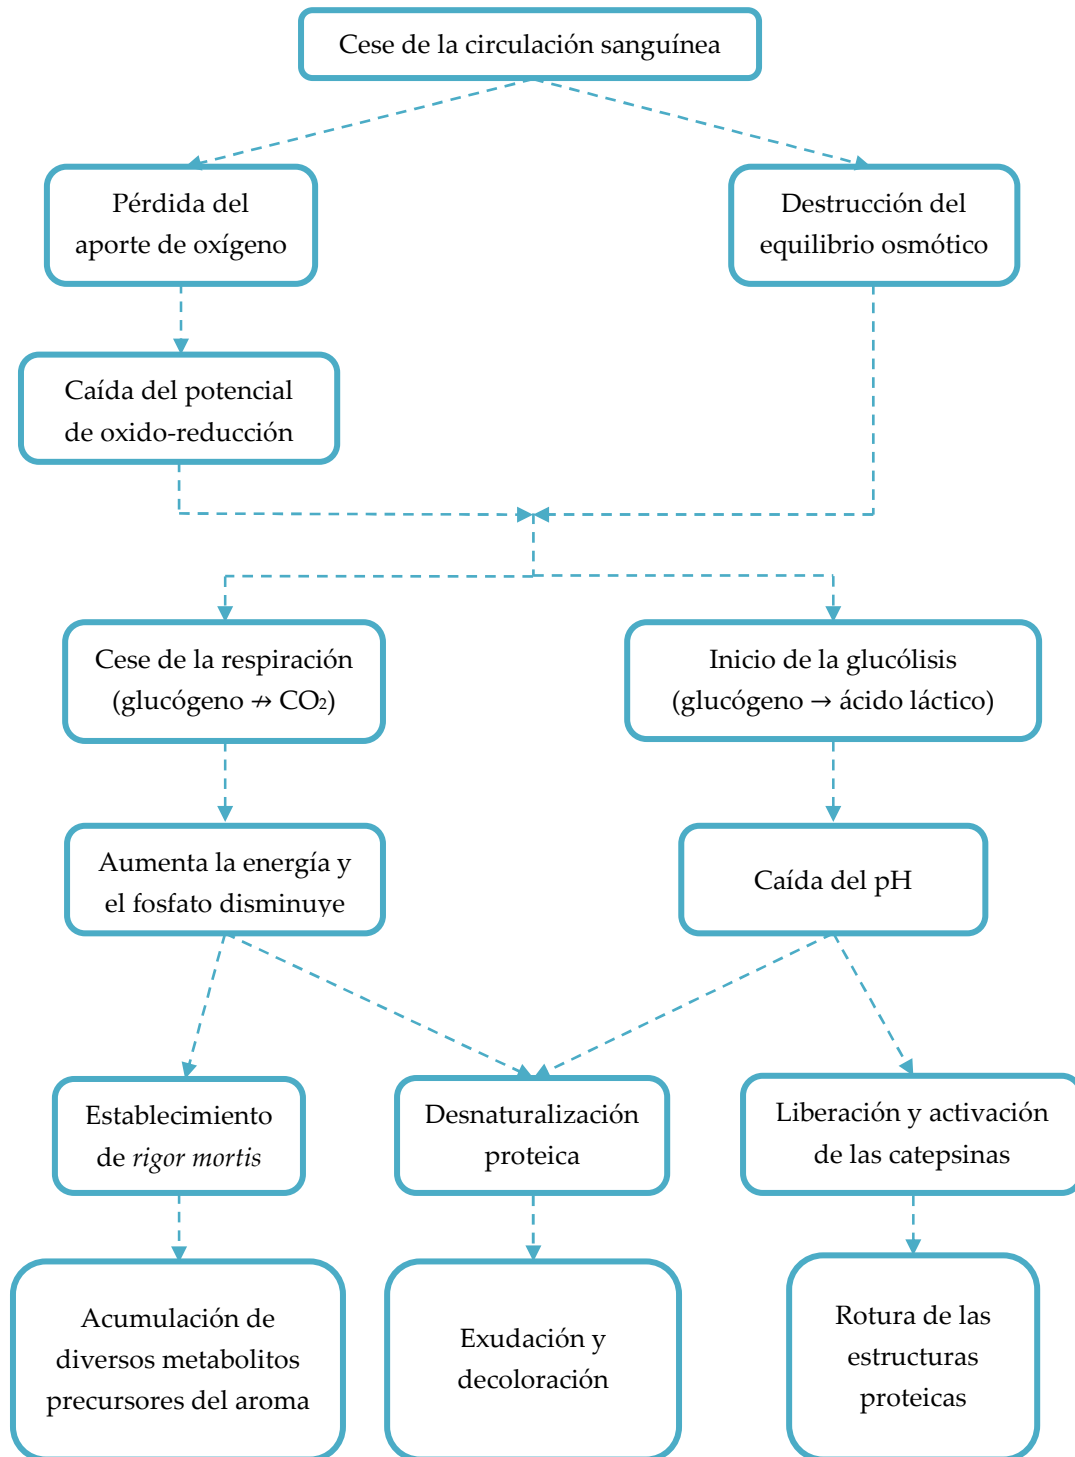 Cese de la circulación sanguínea
Pérdida del
aporte de oxígeno
Destrucción del
equilibrio osmótico
Caída del potencial
de oxido-reducción
Cese de la respiración
(glucógeno ↛ CO₂)
Inicio de la glucólisis
(glucógeno → ácido láctico)
Aumenta la energía y
el fosfato disminuye
Caída del pH
Establecimiento
de rigor mortis
Desnaturalización
proteica
Liberación y activación
de las catepsinas
Acumulación de
diversos metabolitos
precursores del aroma
Exudación y
decoloración
Rotura de las
estructuras
proteicas